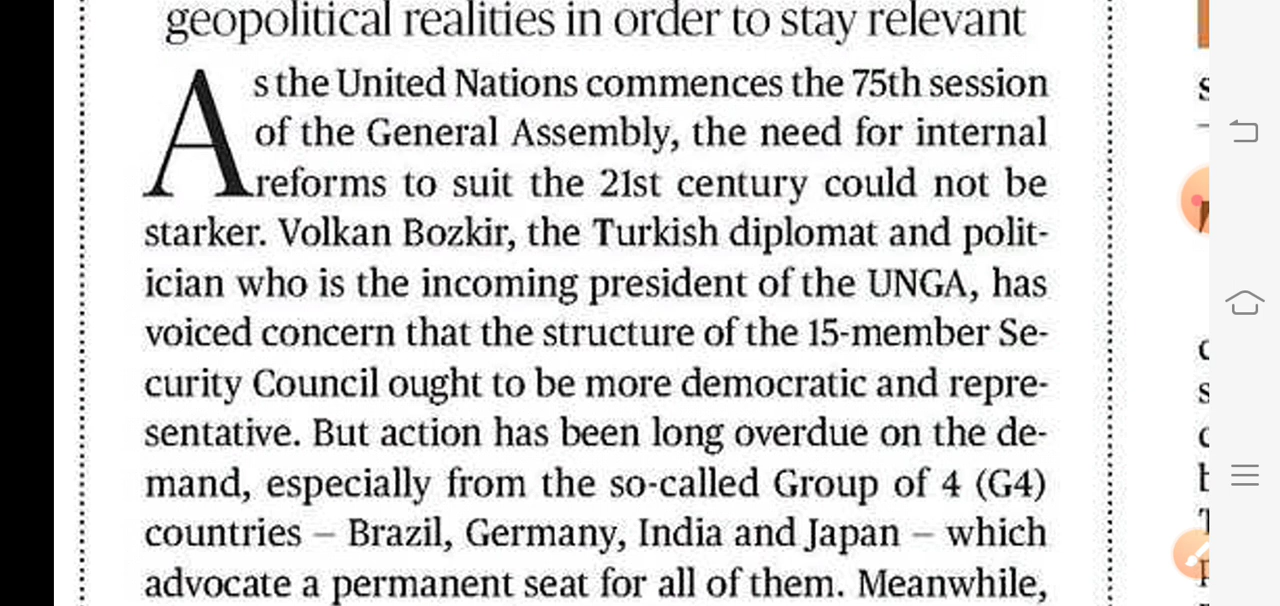 geopolitical realities in order to stay relevant
As the United Nations commences the 75th session
of the General Assembly, the need for internal
reforms to suit the 21st century could not be
starker. Volkan Bozkir, the Turkish diplomat and polit-
ician who is the incoming president of the UNGA, has
voiced concern that the structure of the 15-member Se-
curity Council ought to be more democratic and repre-
sentative. But action has been long overdue on the de-
mand, especially from the so-called Group of 4 (G4)
countries – Brazil, Germany, India and Japan – which
advocate a permanent seat for all of them. Meanwhile,